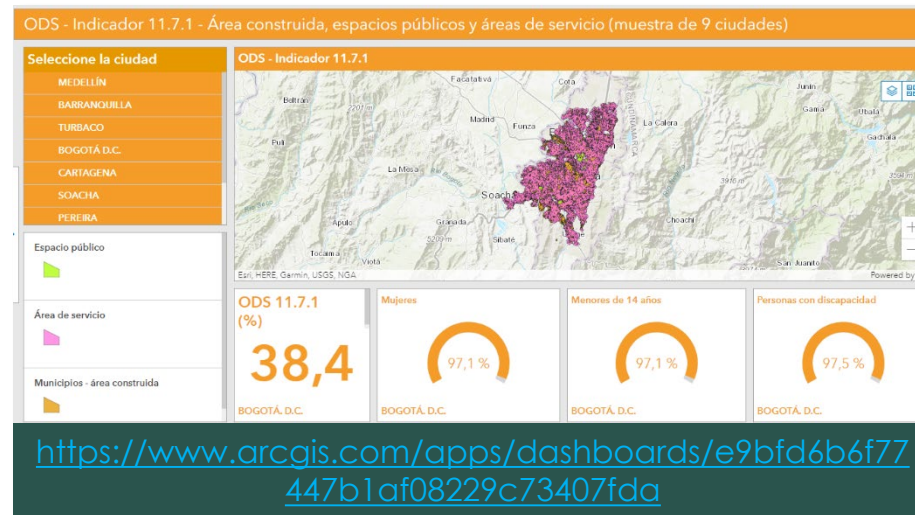 ODS - Indicador 11.7.1 - Área construida, espacios públicos y áreas de servicio (muestra de 9 ciudades)
Seleccione la ciudad
MEDELLÍN
BARRANQUILLA
TURBACO
BOGOTÁ D.C.
CARTAGENA
SOACHA
PEREIRA
Espacio público
Área de servicio
Municipios - área construida
ODS - Indicador 11.7.1
Facatativá
Cota
Junín
Beltrán
Madrid
Funza
La Calera
Gama
Ubalá
Gachalá
Puli
La Mesa
Soacha
3910 m
Choachí
Apulo
Granada
5200 m
Sibaté
Tocaima
Viotá
San Juanito
Esri, HERE, Garmin, USGS, NGA
Powered by
ODS 11.7.1
(%)
38,4
BOGOTÁ, D.C.
Mujeres
97,1 %
BOGOTÁ, D.C.
Menores de 14 años
97,1 %
BOGOTÁ, D.C.
Personas con discapacidad
97,5 %
BOGOTÁ, D.C.
https://www.arcgis.com/apps/dashboards/e9bfd6b6f77
447b1af08229c73407fda